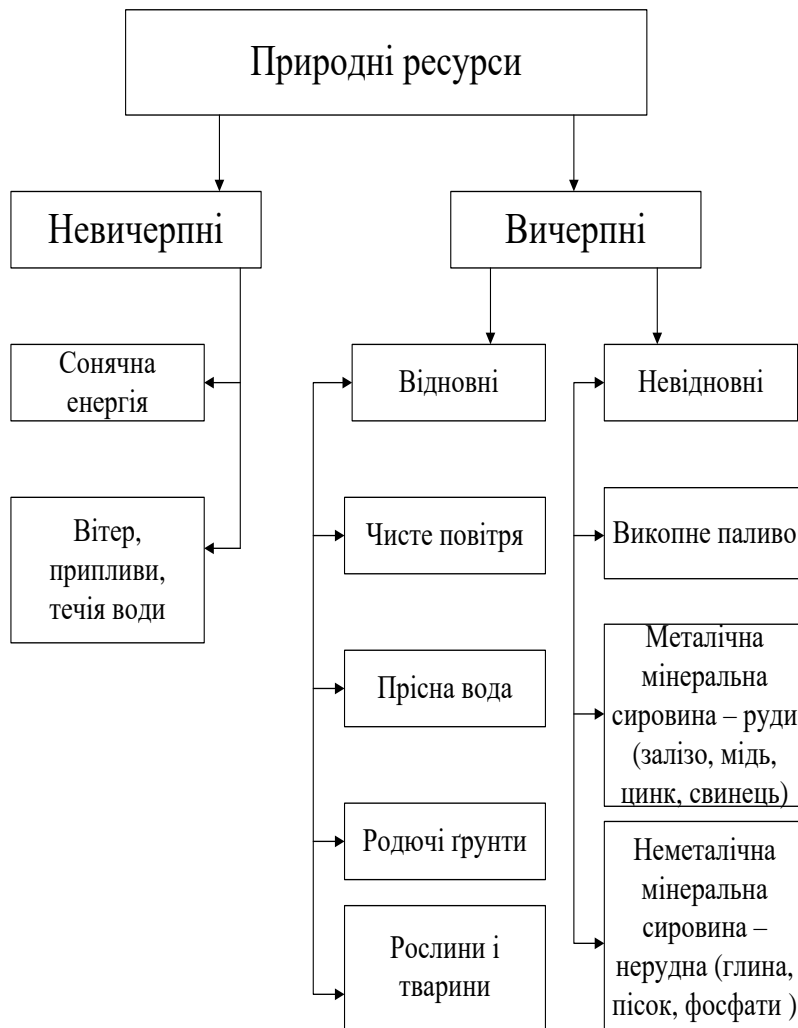 Природні ресурси
Невичерпні
Вичерпні
Сонячна
енергія
Вітер,
припливи,
течія води
Відновні
Чисте повітря
Прісна вода
Родючі ґрунти
Рослини і
тварини
Невідновні
Викопне паливо
Металічна
мінеральна
сировина – руди
(залізо, мідь,
цинк, свинець)
Неметалічна
мінеральна
сировина –
нерудна (глина,
пісок, фосфати )